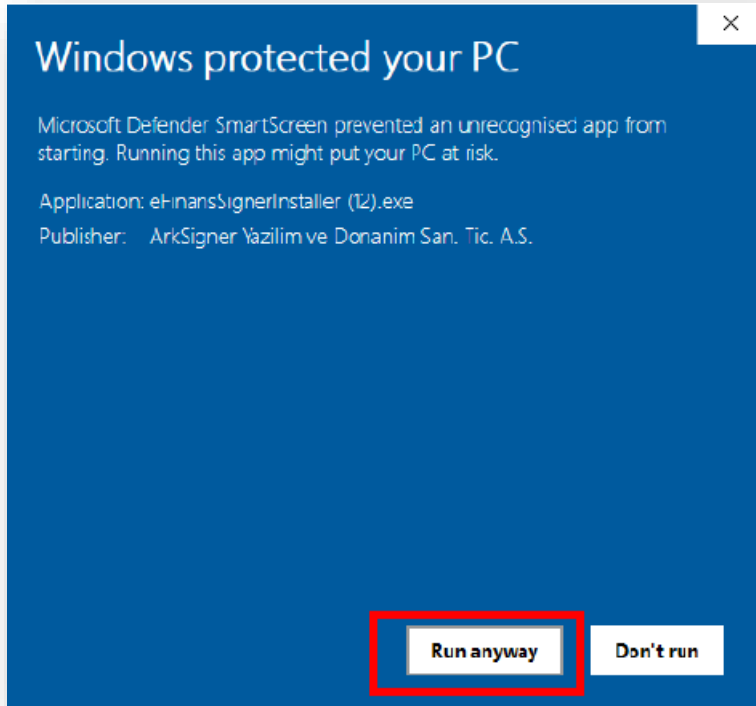 Windows protected your PC
Microsoft Defender SmartScreen prevented an unrecognised app from
starting. Running this app might put your PC at risk.
Application: eFinansSignerInstaller (12).exe
Publisher: ArkSigner Yazilim ve Donanim San. Tic. A.S.
Run anyway
Don't run